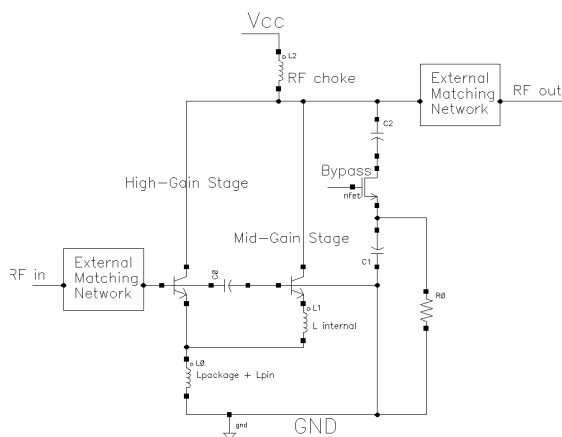 Vcc
L2
RF choke
External
Matching
Network
RF out
C2
Bypass
nfet
High-Gain Stage
Mid-Gain Stage
C1
RF in
External
Matching
Network
C0
L1
L internal
R0
L0
Lpackage + Lpin
gnd
GND